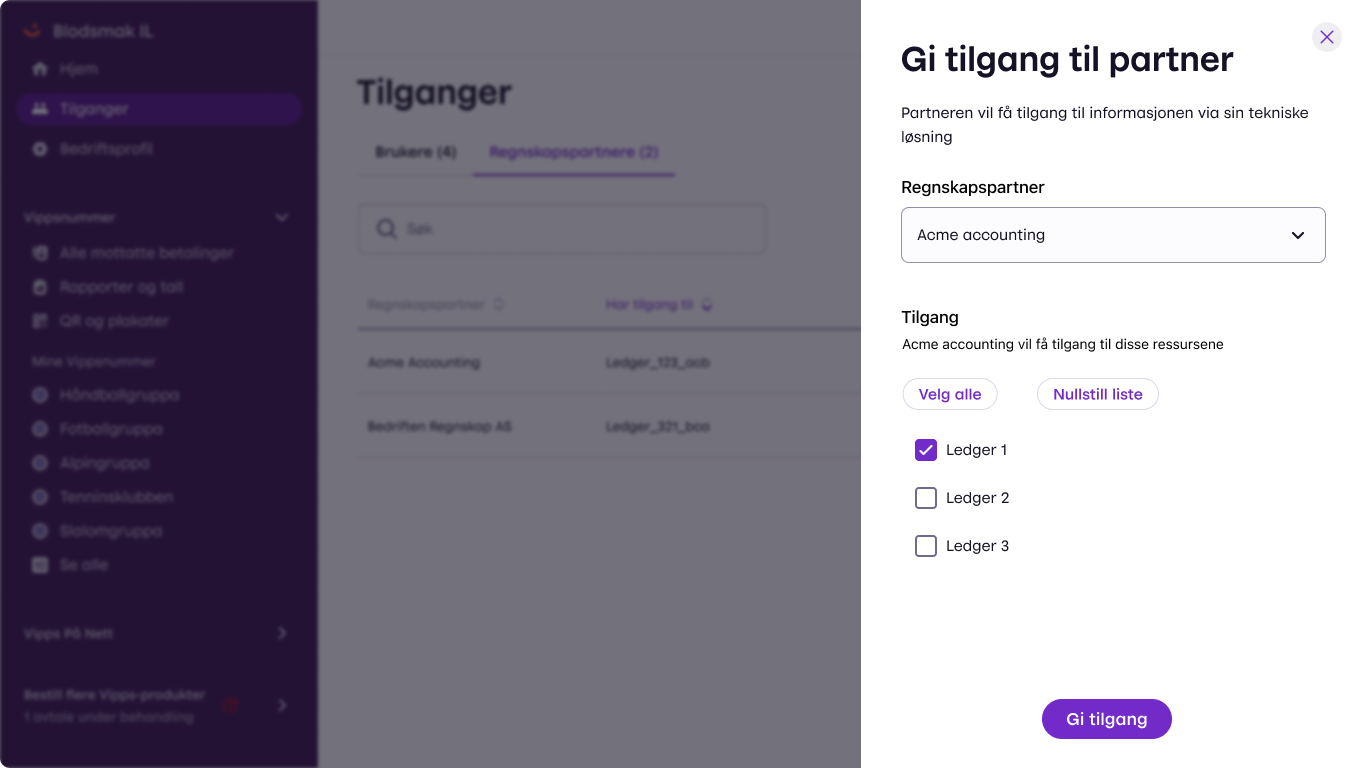 Blodsmak IL
Hjem
Tilganger
Bedriftsprofil
Vippsnummer
Alle mottatte betalinger
Rapporter og tall
QR og plakater
Mine Vippsnummer
Håndballgruppa
Fotballgruppa
Alpingruppa
Tenninsklubben
Slalomgruppa
Se alle
Vipps På Nett
Bestill flere Vipps-produkter
1 avtale under behandling
Tilganger
Brukere (4) Regnskapspartnere (2)
Søk
Regnskapspartner Har tilgang til
Acme Accounting Ledger_123_acb
Bedriften Regnskap AS Ledger_321_boa
Gi tilgang til partner
Partneren vil få tilgang til informasjonen via sin tekniske
løsning
Regnskapspartner
Acme accounting
Tilgang
Acme accounting vil få tilgang til disse ressursene
Velg alle Nullstill liste
Ledger 1
Ledger 2
Ledger 3
Gi tilgang